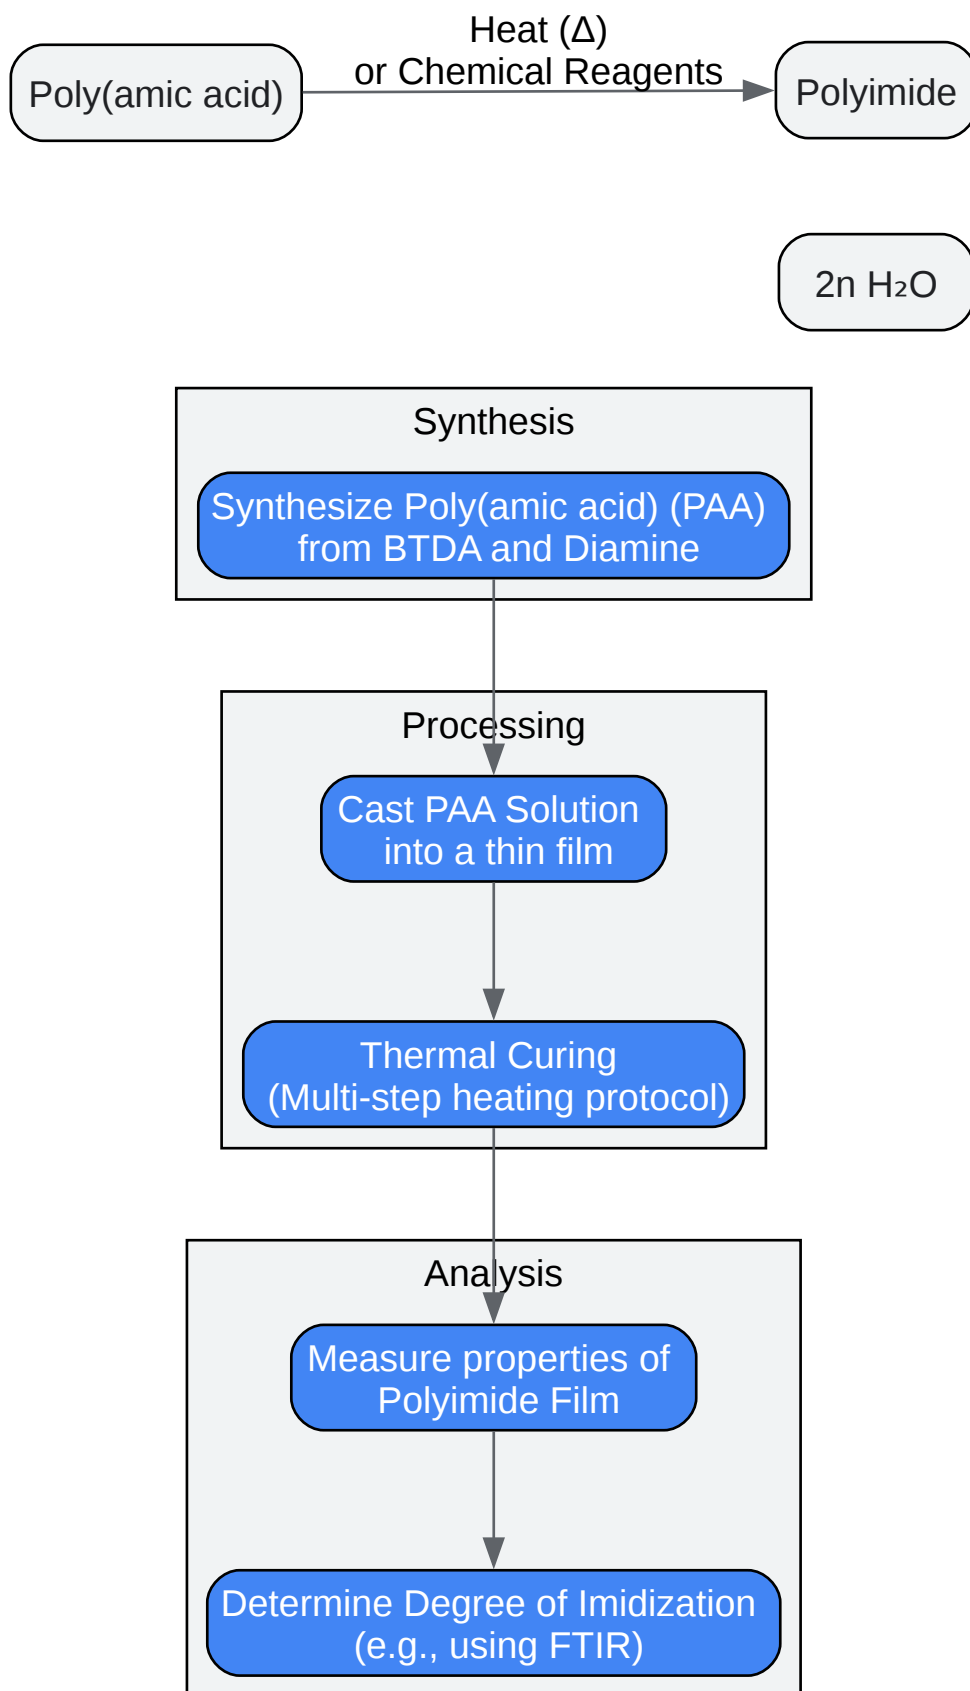 Heat (Δ)
or Chemical Reagents
Poly(amic acid)
Polyimide
2n H₂O
Synthesis
Synthesize Poly(amic acid) (PAA)
from BTDA and Diamine
Processing
Cast PAA Solution
into a thin film
Thermal Curing
(Multi-step heating protocol)
Analysis
Measure properties of
Polyimide Film
Determine Degree of Imidization
(e.g., using FTIR)